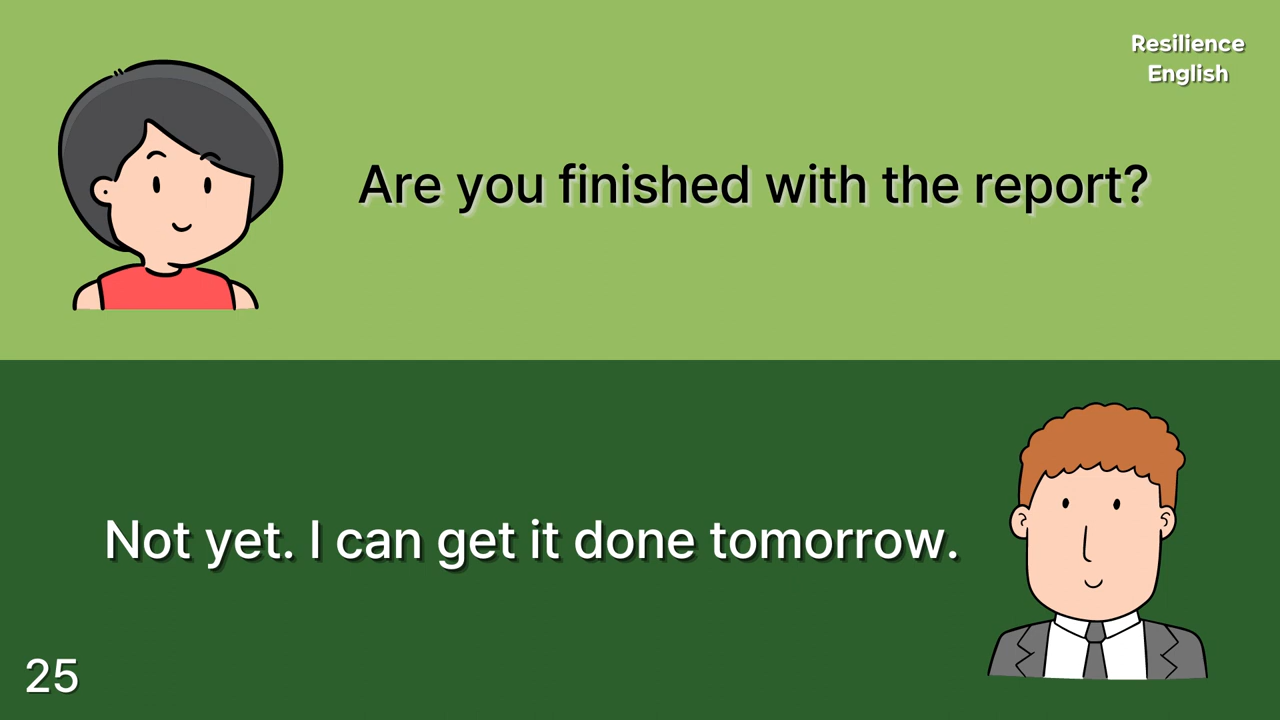 Resilience
English
Are you finished with the report?
Not yet. I can get it done tomorrow.
25